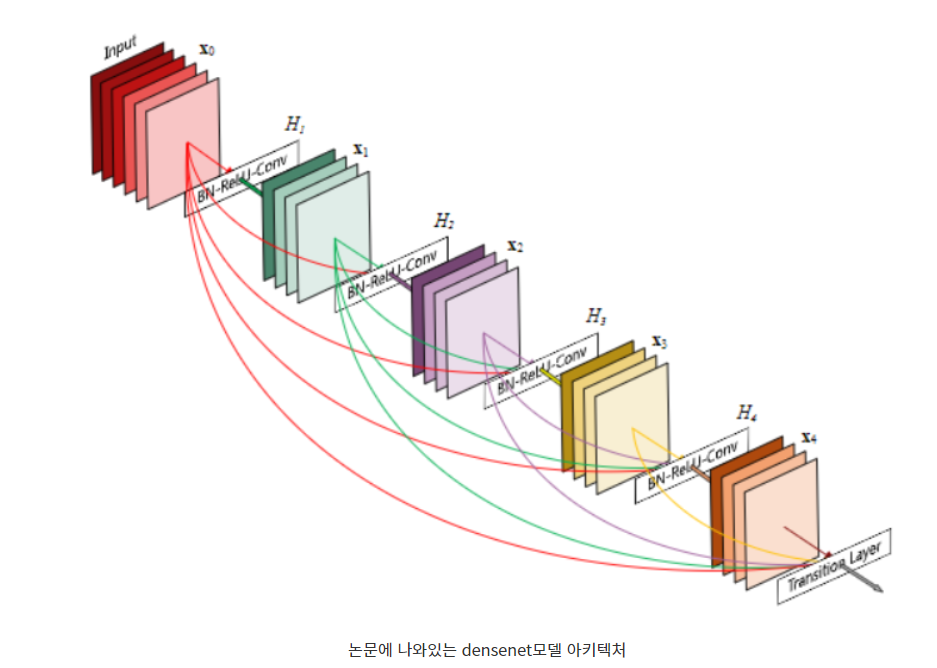 Input
x0
H1
BN-ReLU-Conv
x1
H2
BN-ReLU-Conv
x2
H3
BN-ReLU-Conv
x3
H4
BN-ReLU-Conv
x4
Transition Layer
논문에 나와있는 densenet모델 아키텍처